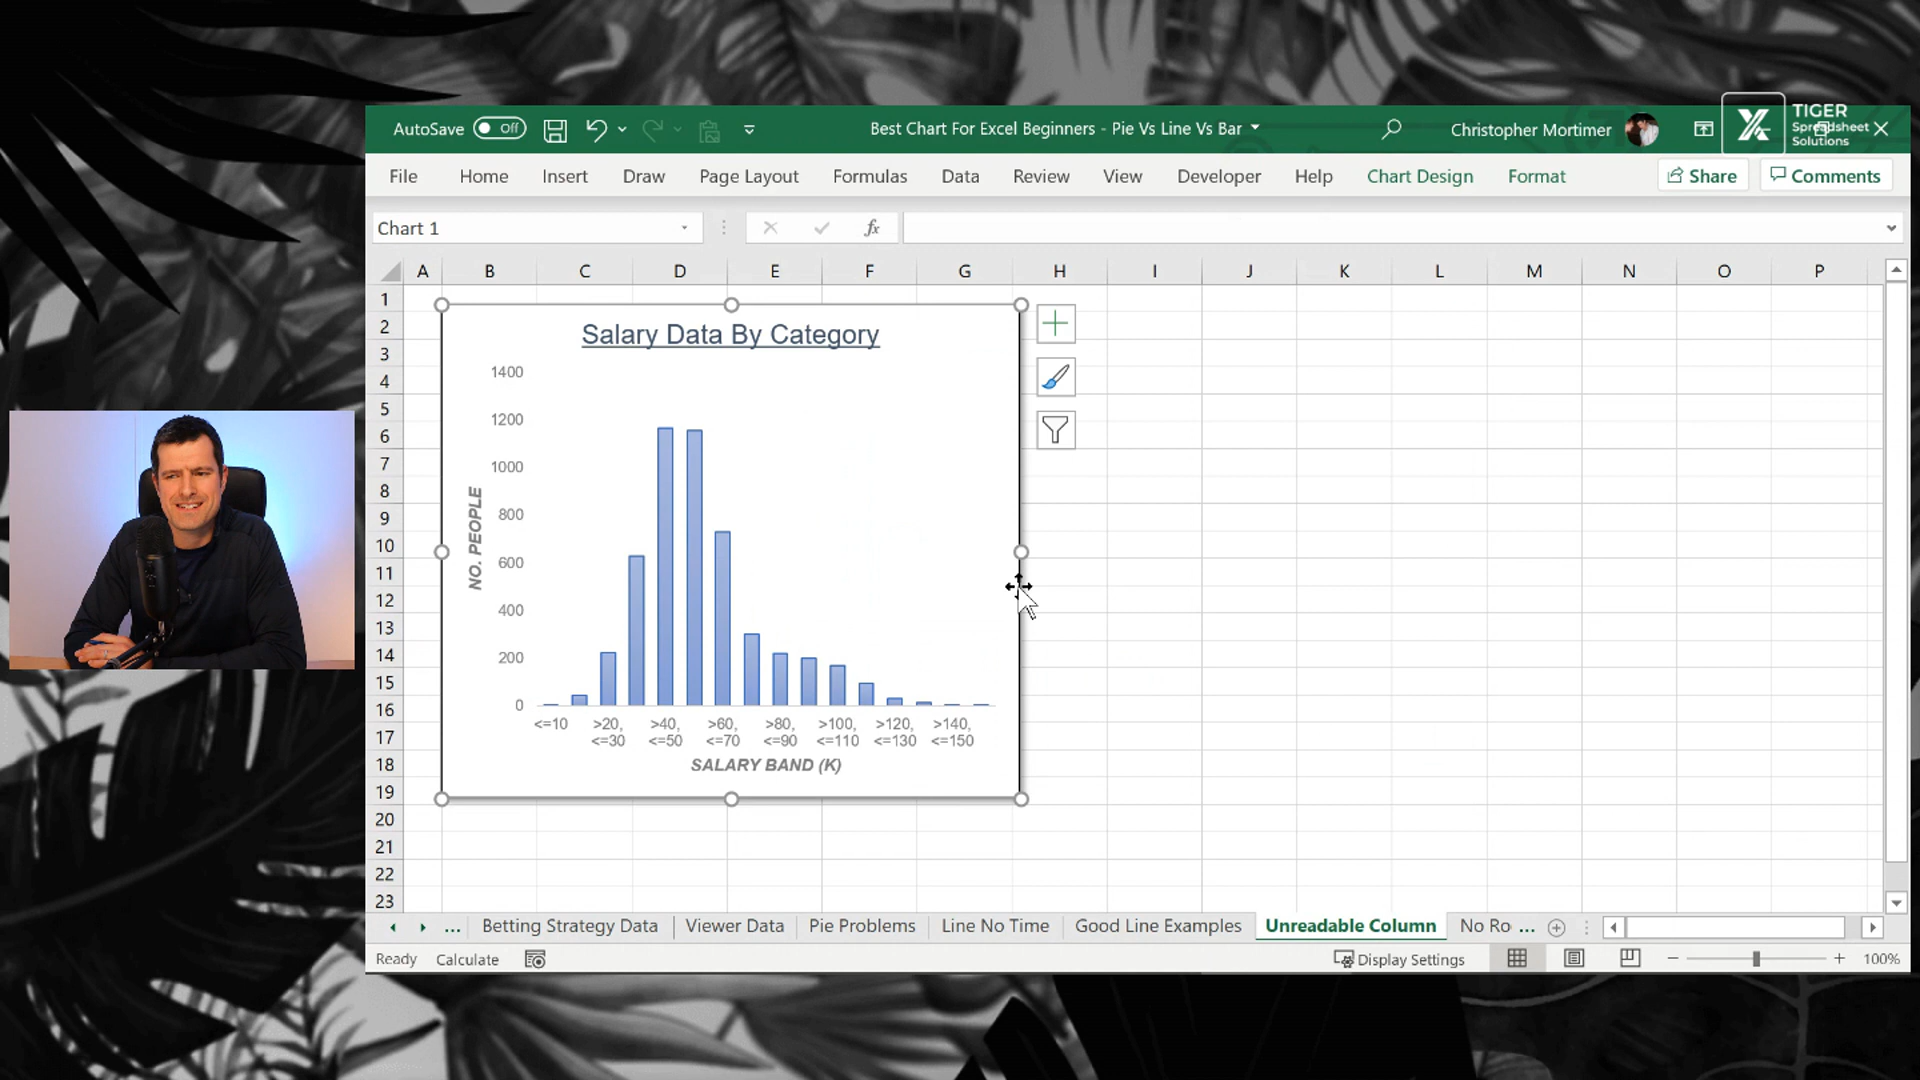 AutoSave Off
Best Chart For Excel Beginners - Pie Vs Line Vs Bar
Christopher Mortimer
TIGER
Spreadsheet
Solutions
File Home Insert Draw Page Layout Formulas Data Review View Developer Help Chart Design Format Share Comments
Chart 1
fx
A B C D E F G H I J K L M N O P
1
2
3
4
5
6
7
8
9
10
11
12
13
14
15
16
17
18
19
20
21
22
23
Salary Data By Category
NO. PEOPLE
1400
1200
1000
800
600
400
200
0
<=10 >20, >40, >60, >80, >100, >120, >140,
<=30 <=50 <=70 <=90 <=110 <=130 <=150
SALARY BAND (K)
... Betting Strategy Data Viewer Data Pie Problems Line No Time Good Line Examples Unreadable Column No Ro ...
Ready Calculate Display Settings 100%